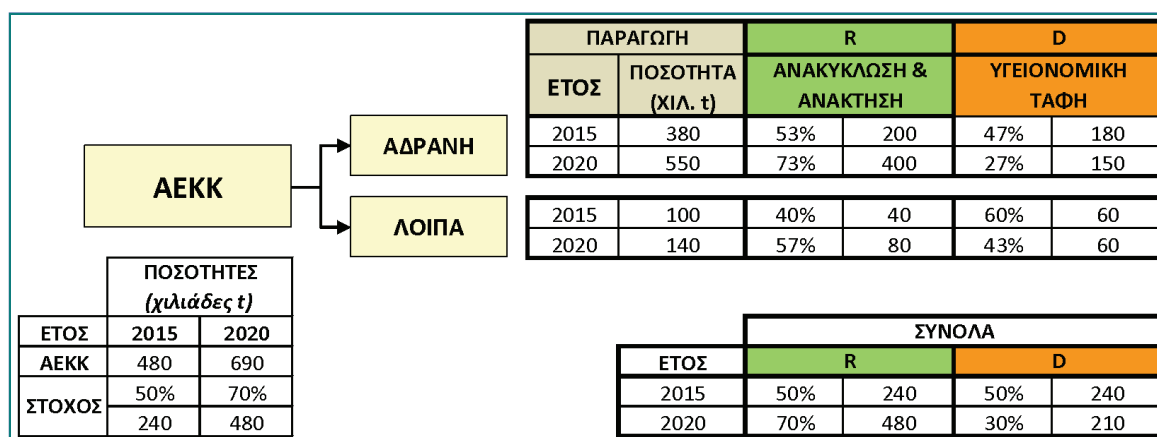 ΠΑΡΑΓΩΓΗ R D
ΕΤΟΣ ΠΟΣΟΤΗΤΑ (ΧΙΛ. t) ΑΝΑΚΥΚΛΩΣΗ & ΑΝΑΚΤΗΣΗ ΥΓΕΙΟΝΟΜΙΚΗ ΤΑΦΗ
ΑΕΚΚ
ΑΔΡΑΝΗ
2015 380 53% 200 47% 180
2020 550 73% 400 27% 150
ΛΟΙΠΑ
2015 100 40% 40 60% 60
2020 140 57% 80 43% 60
ΠΟΣΟΤΗΤΕΣ
(χιλιάδες t)
ΕΤΟΣ 2015 2020
ΑΕΚΚ 480 690
ΣΤΟΧΟΣ 50% 70%
240 480
ΣΥΝΟΛΑ
ΕΤΟΣ R D
2015 50% 240 50% 240
2020 70% 480 30% 210